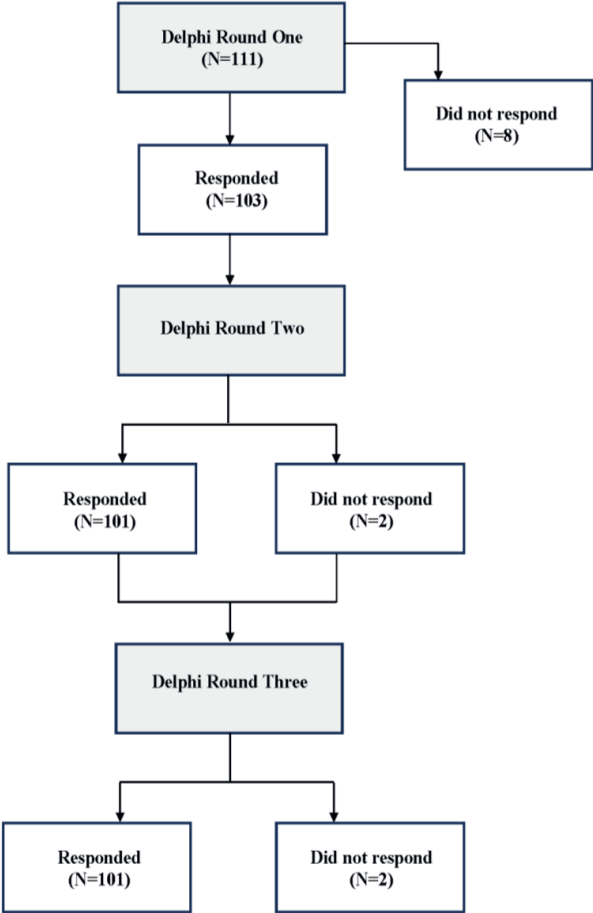 Delphi Round One
(N=111)
Did not respond
(N=8)
Responded
(N=103)
Delphi Round Two
Responded
(N=101)
Did not respond
(N=2)
Delphi Round Three
Responded
(N=101)
Did not respond
(N=2)